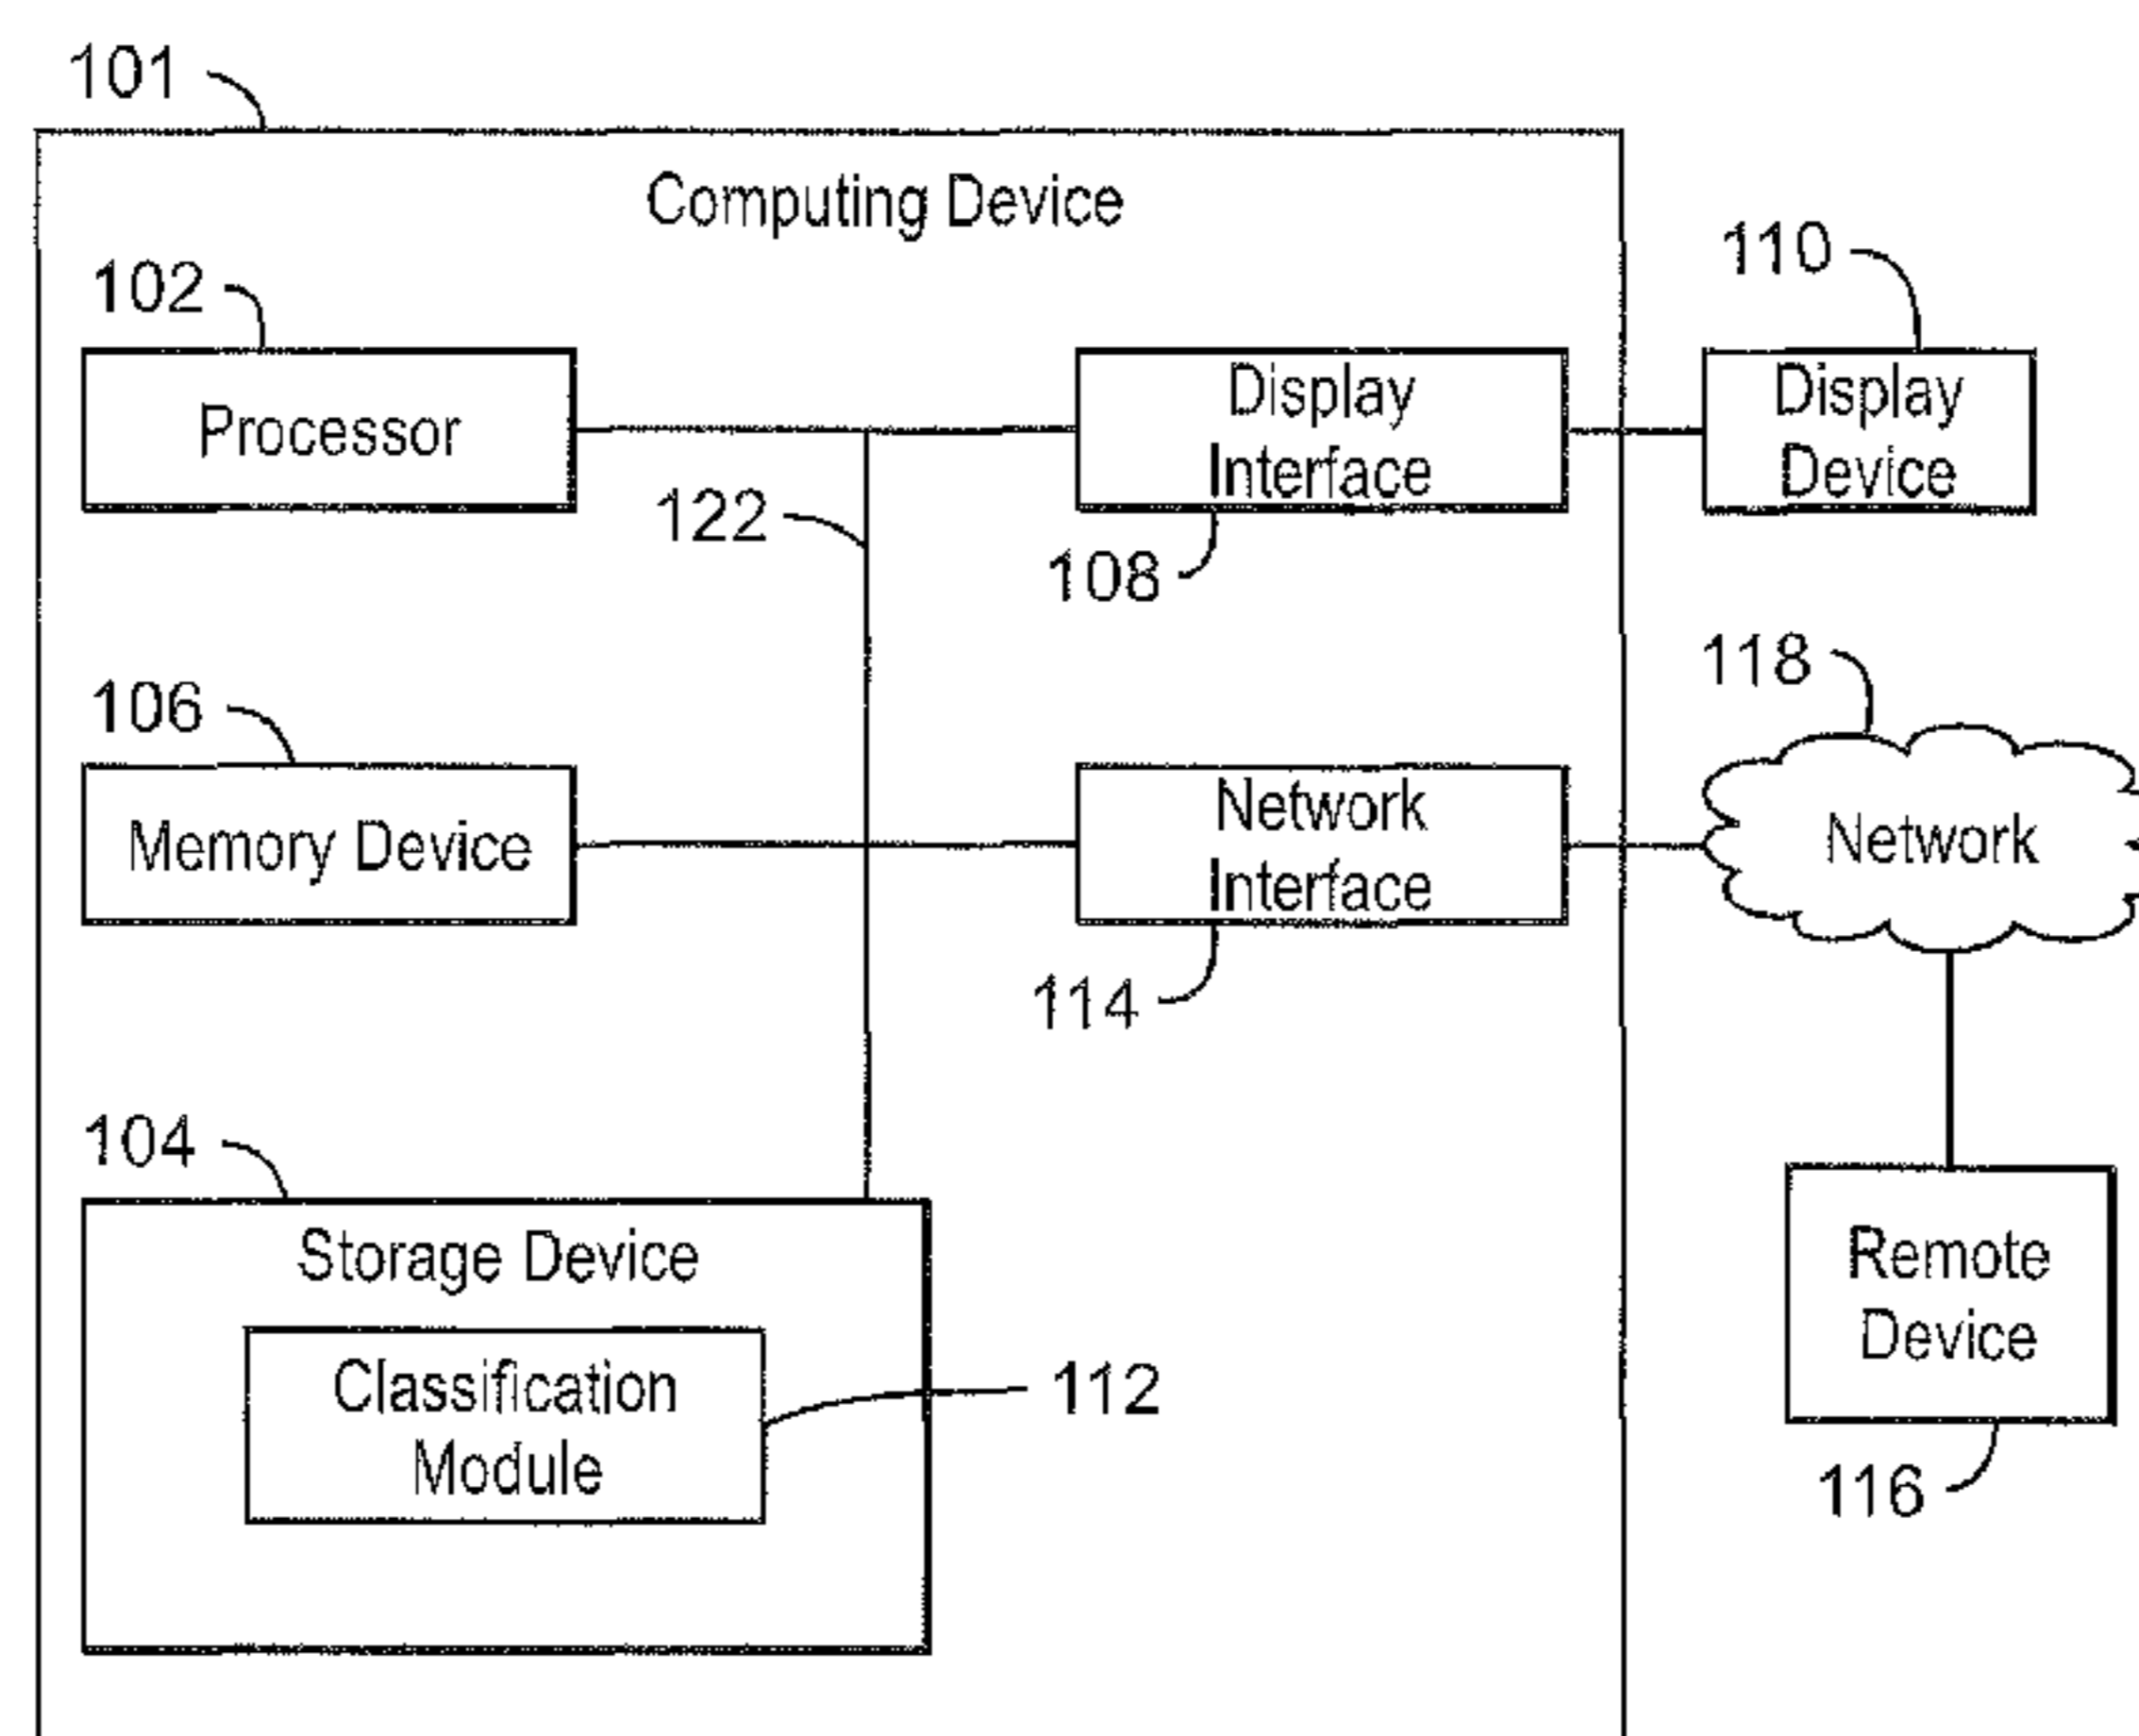 101
Computing Device
110
102
Processor
Display
Interface
Display
Device
122
108
118
106
Memory Device
Network
Interface
Network
114
104
Storage Device
Classification
Module
112
Remote
Device
116